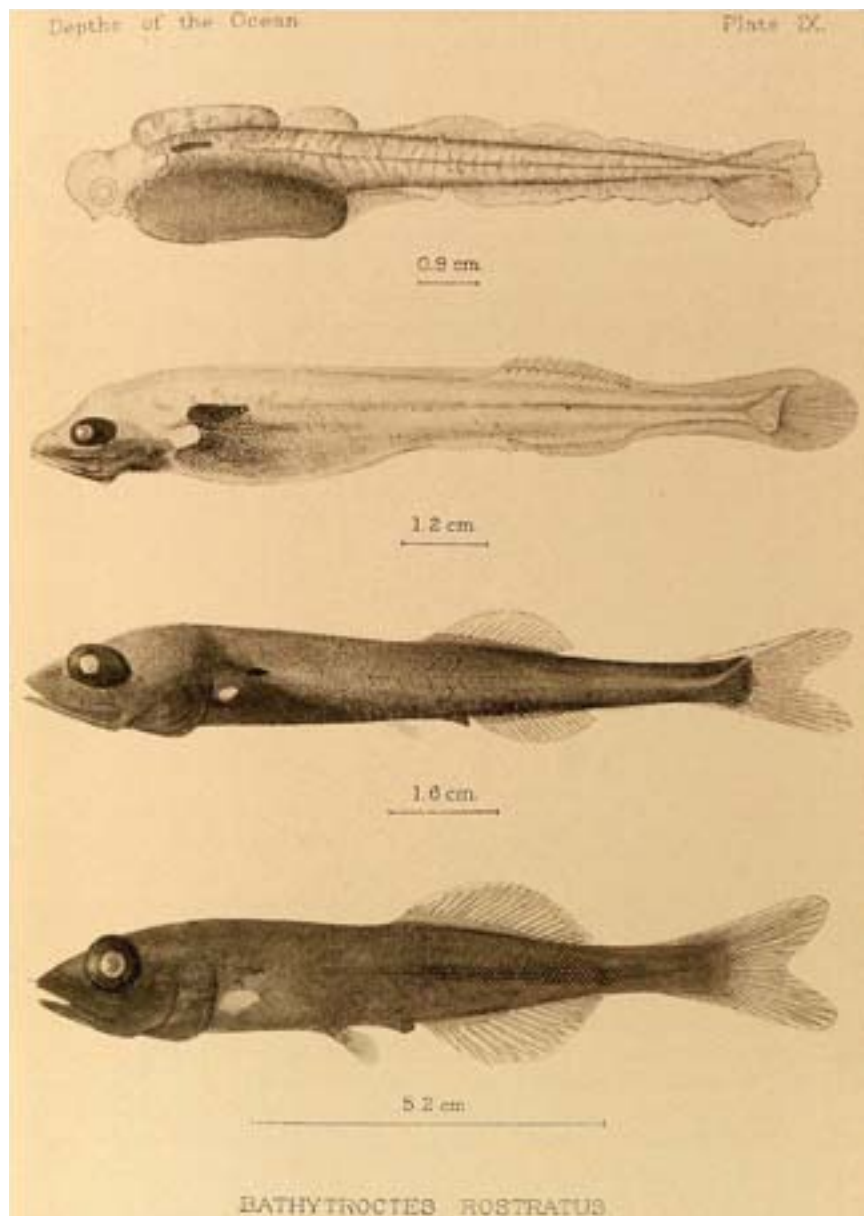 Depths of the Ocean
Plate IX.
0.9 cm.
1.2 cm
1.6 cm.
5.2 cm
BATHYTROCTES ROSTRATUS